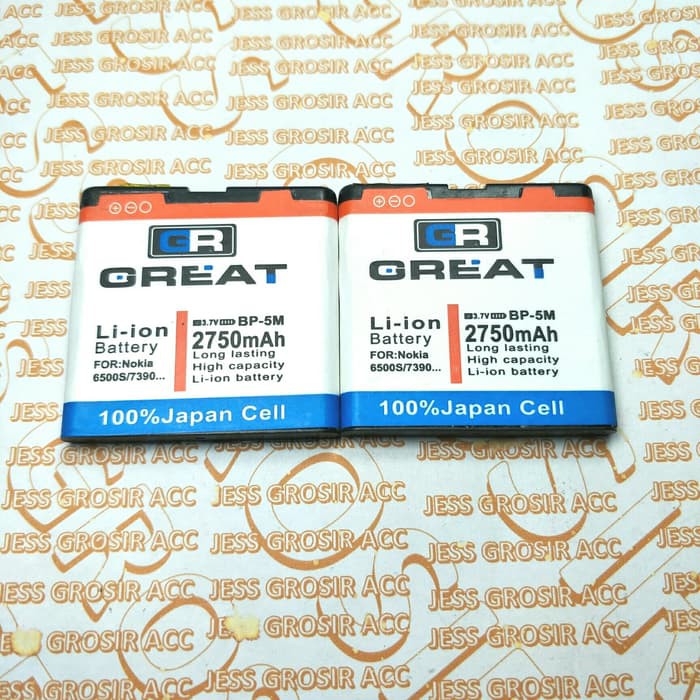 GR
GREAT
Li-ion
Battery
FOR:Nokia
6500S/7390...
3.7V BP-5M
2750mAh
Long lasting
High capacity
Li-ion battery
100%Japan Cell
GR
GREAT
Li-ion
Battery
FOR:Nokia
6500S/7390...
3.7V BP-5M
2750mAh
Long lasting
High capacity
Li-ion battery
100%Japan Cell
JESS GROSIR ACC